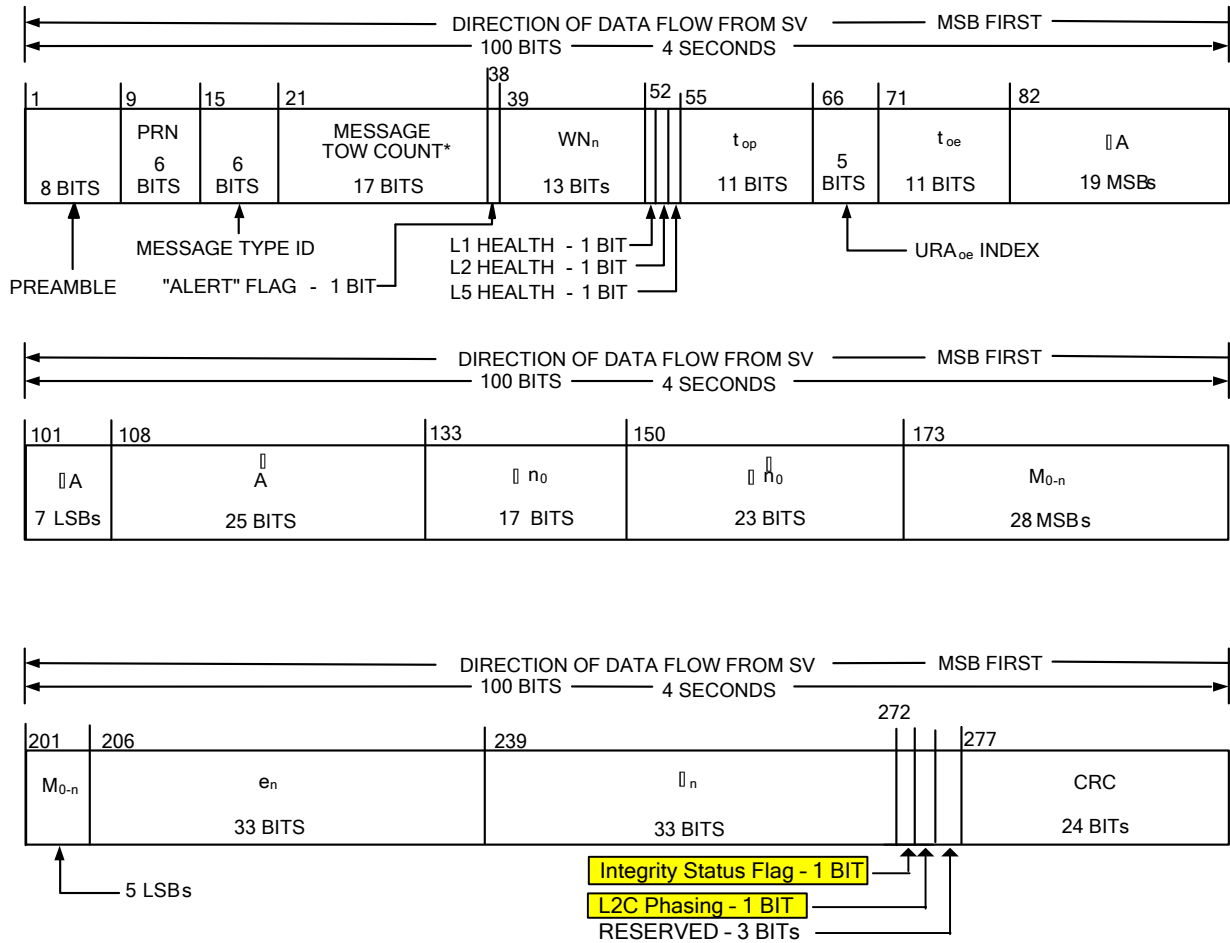 DIRECTION OF DATA FLOW FROM SV MSB FIRST
100 BITS 4 SECONDS
1 9 15 21 38 39 52 55 66 71 82
PRN MESSAGE WNn top toe A
TOW COUNT*
8 BITS 6 BITS 6 BITS 17 BITS 13 BITs 11 BITS 5 BITS 11 BITS 19 MSBs
MESSAGE TYPE ID
L1 HEALTH - 1 BIT
URAoe INDEX
L2 HEALTH - 1 BIT
PREAMBLE
"ALERT" FLAG - 1 BIT
L5 HEALTH - 1 BIT
DIRECTION OF DATA FLOW FROM SV MSB FIRST
100 BITS 4 SECONDS
101 108 133 150 173
A A n0 n0 M0-n
7 LSBs 25 BITS 17 BITS 23 BITS 28 MSBs
DIRECTION OF DATA FLOW FROM SV MSB FIRST
100 BITS 4 SECONDS
272
201 206 239 277
M0-n en n CRC
33 BITS 33 BITS 24 BITs
5 LSBs
Integrity Status Flag - 1 BIT
L2C Phasing - 1 BIT
RESERVED - 3 BITs